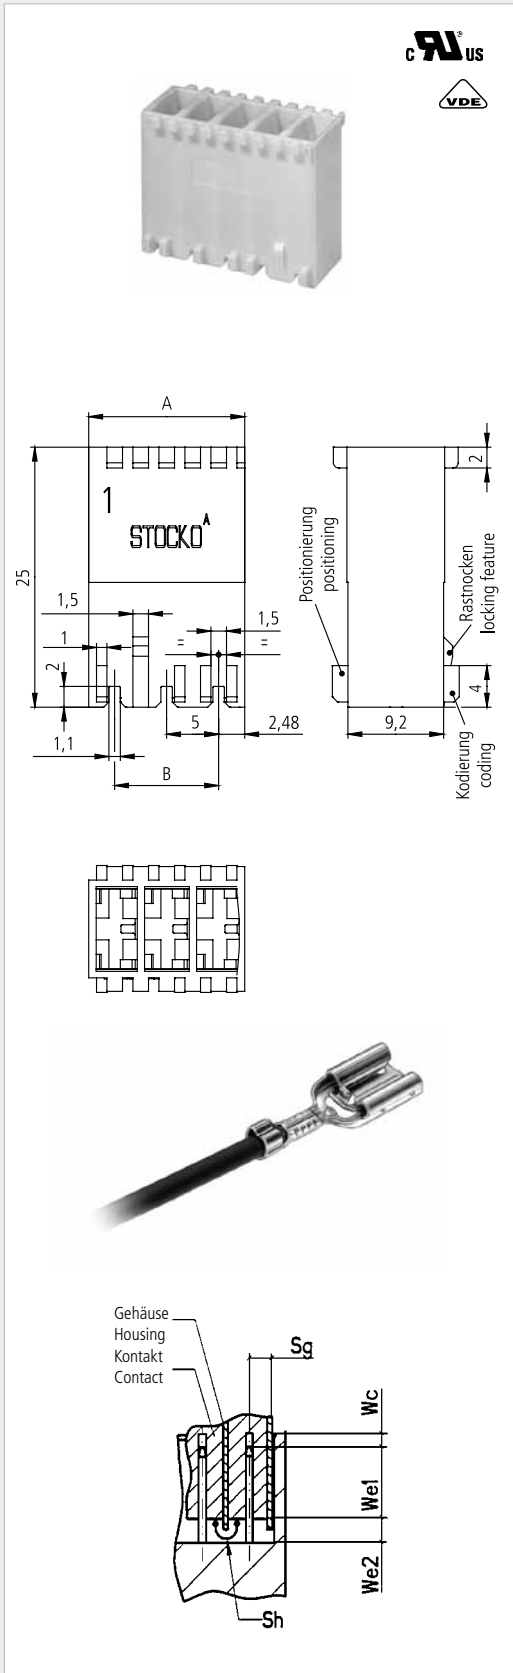 c RU ® US
VDE
A
2
1
STOCKO A
25
Positionierung
positioning
Rastnocken
locking feature
1,5
1,5
1
=
=
2
4
5
2,48
9,2
1,1
B
Kodierung
coding
Gehäuse
Housing
Kontakt
Contact
Sg
Wc
We1
We2
Sh